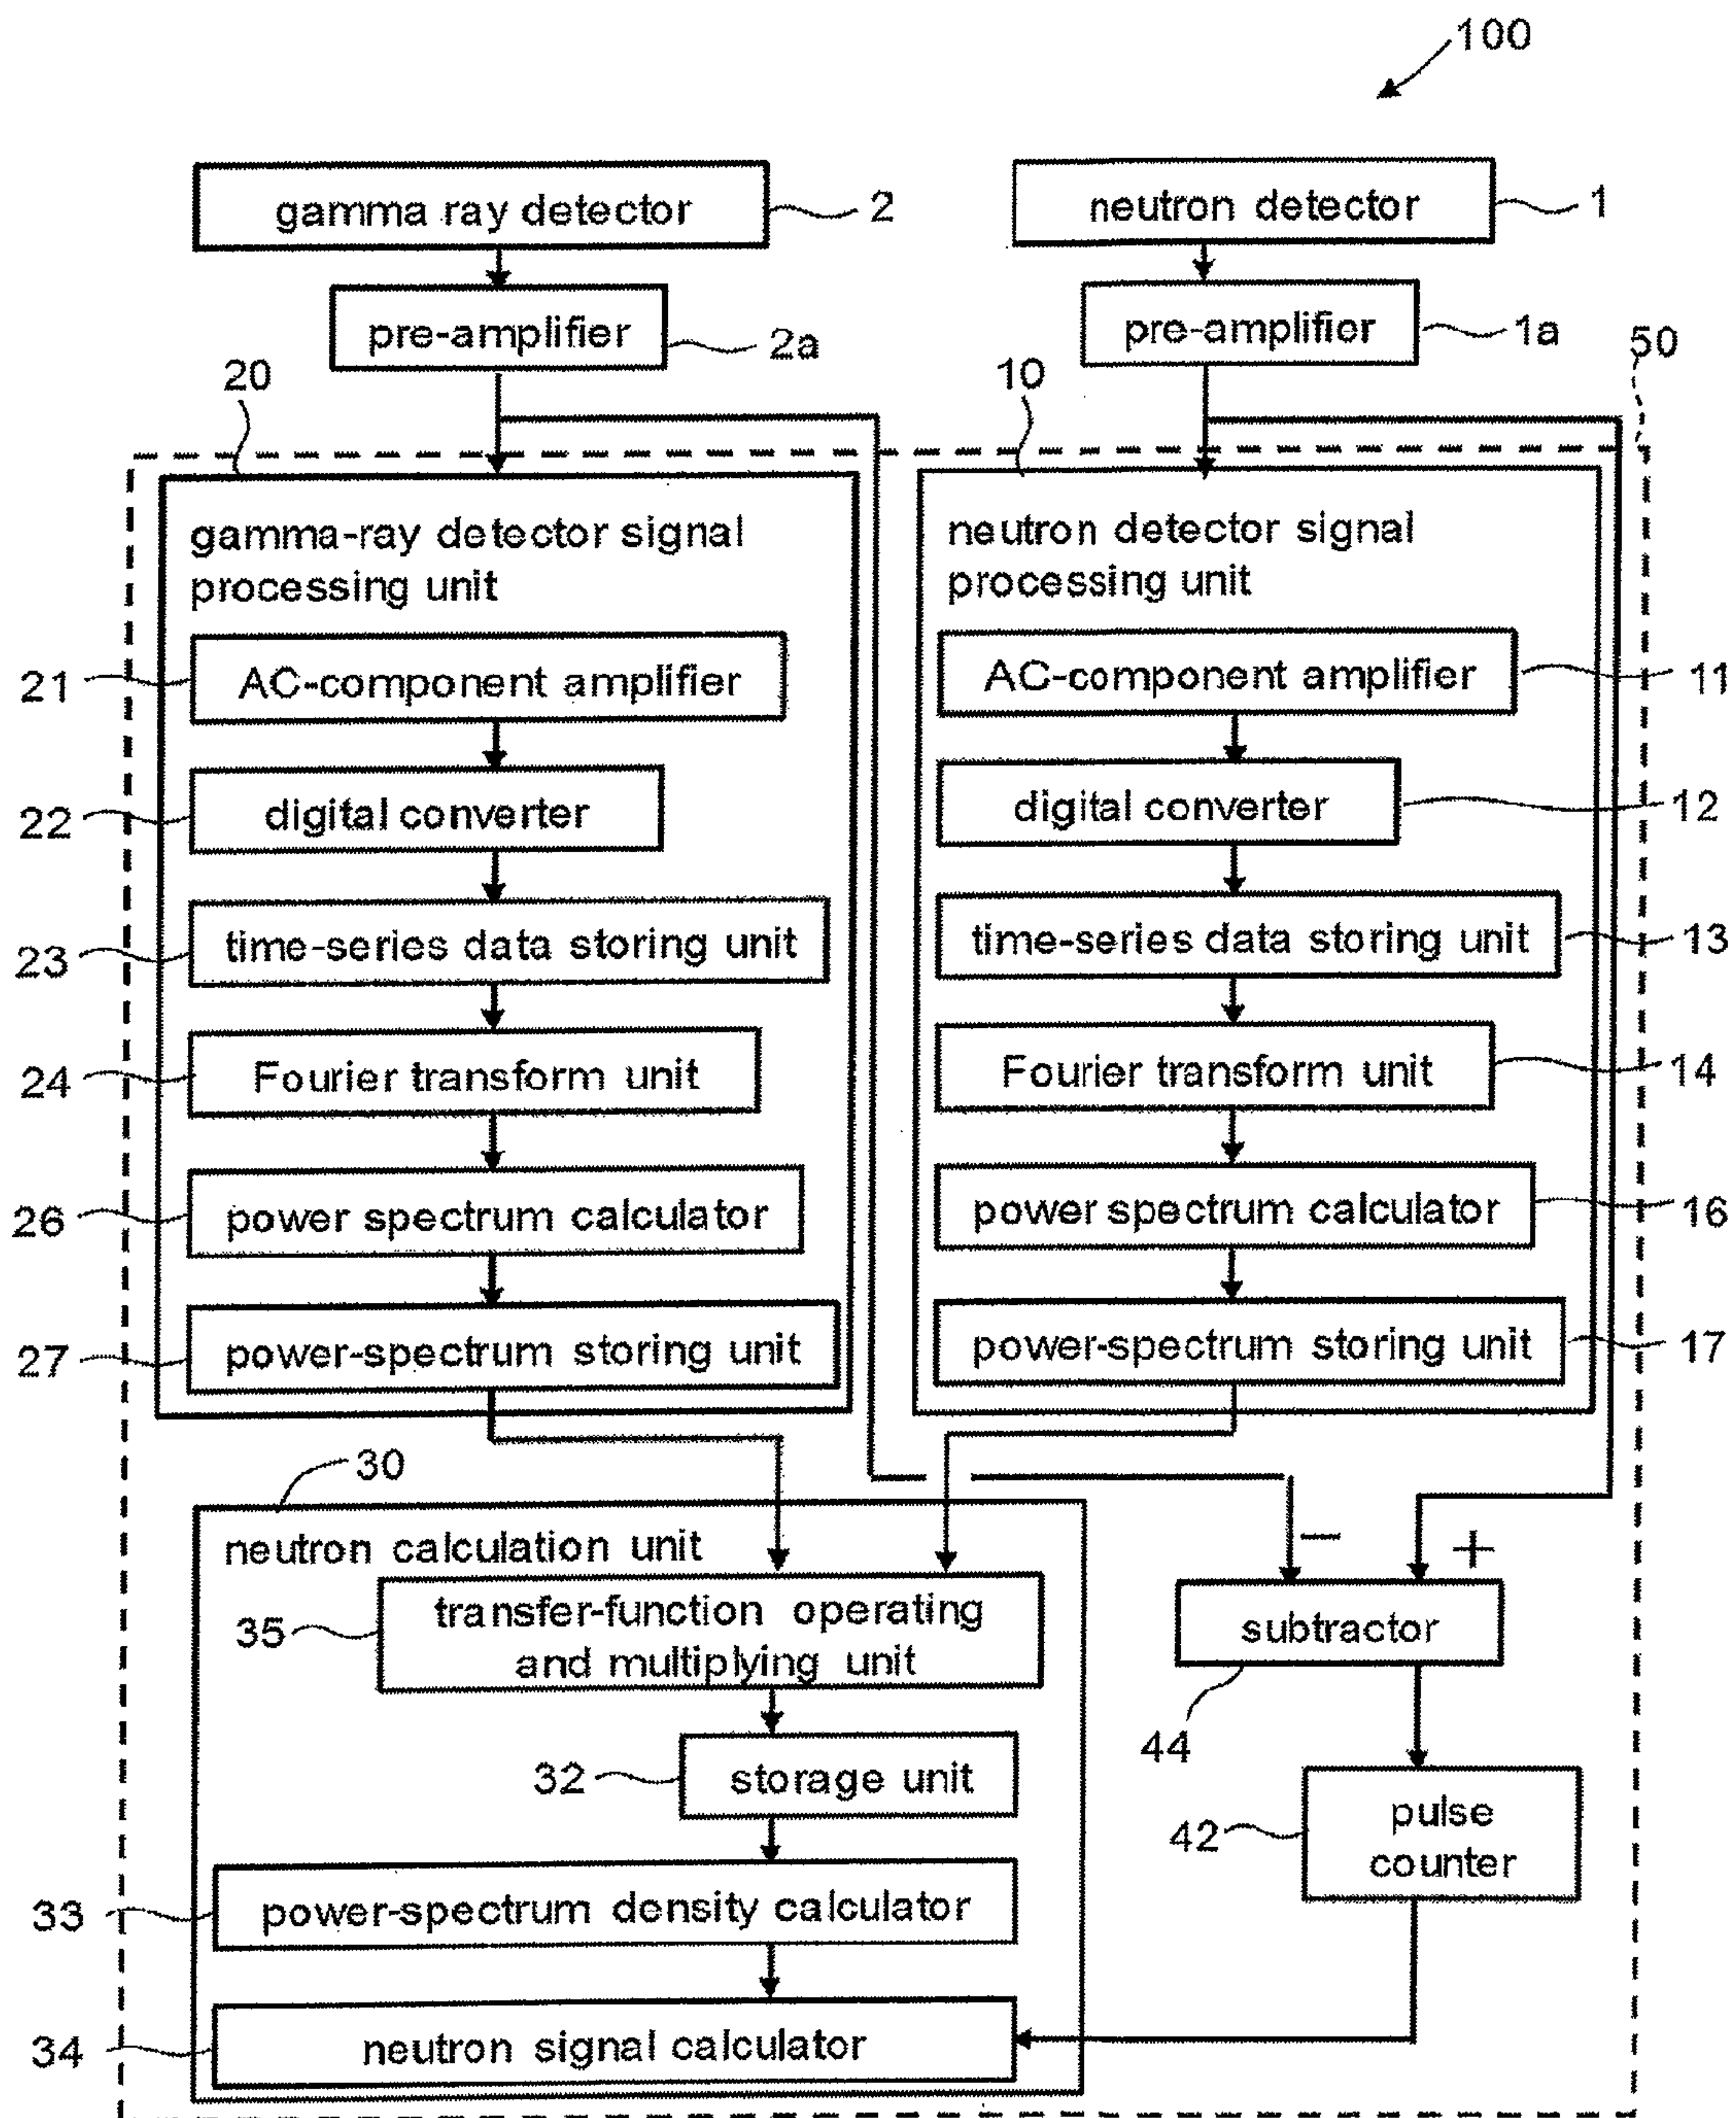 100
gamma ray detector
2
neutron detector
1
pre-amplifier
2a
pre-amplifier
1a
50
20
10
gamma-ray detector signal
processing unit
neutron detector signal
processing unit
21
AC-component amplifier
AC-component amplifier
11
22
digital converter
digital converter
12
23
time-series data storing unit
time-series data storing unit
13
24
Fourier transform unit
Fourier transform unit
14
26
power spectrum calculator
power spectrum calculator
16
27
power-spectrum storing unit
power-spectrum storing unit
17
30
neutron calculation unit
− +
35
transfer-function operating
and multiplying unit
subtractor
44
32
storage unit
42
pulse
counter
33
power-spectrum density calculator
34
neutron signal calculator